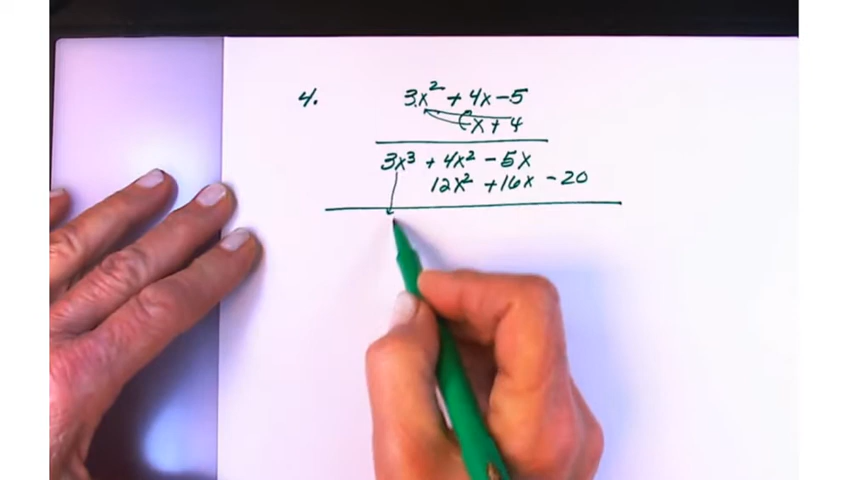 4. 3x² + 4x - 5
(x + 4
3x³ + 4x² - 5x
12x² + 16x - 20